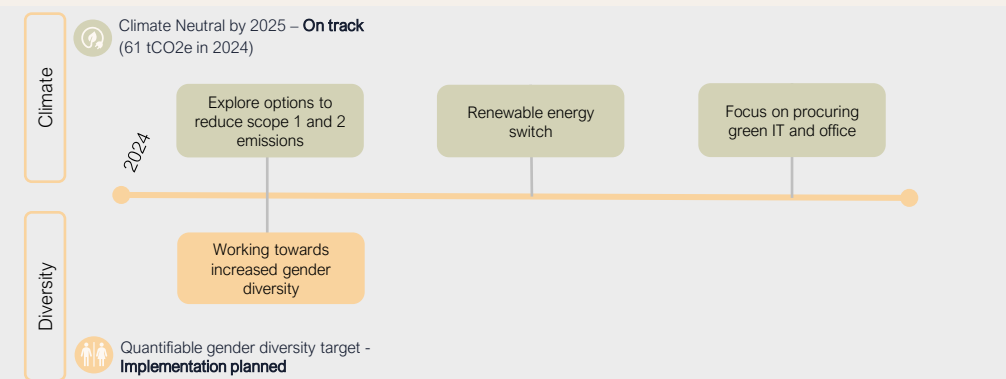 Climate
Climate Neutral by 2025 – On track
(61 tCO2e in 2024)
2024
Explore options to
reduce scope 1 and 2
emissions
Renewable energy
switch
Focus on procuring
green IT and office
Diversity
Working towards
increased gender
diversity
Quantifiable gender diversity target -
Implementation planned